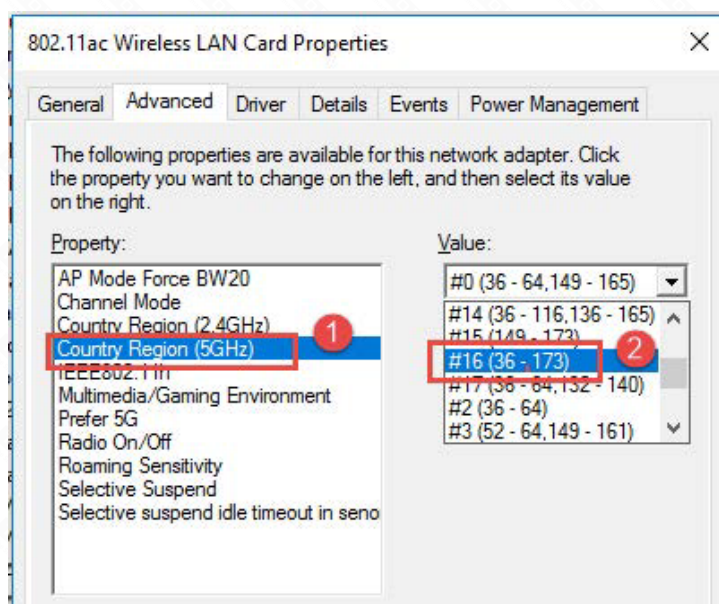 802.11ac Wireless LAN Card Properties
General Advanced Driver Details Events Power Management
The following properties are available for this network adapter. Click
the property you want to change on the left, and then select its value
on the right.
Property:
AP Mode Force BW20
Channel Mode
Country Region (2.4GHz)
Country Region (5GHz)
IEEE802.11h
Multimedia/Gaming Environment
Prefer 5G
Radio On/Off
Roaming Sensitivity
Selective Suspend
Selective suspend idle timeout in seno
1
Value:
#0 (36 - 64,149 - 165)
#14 (36 - 116,136 - 165)
#15 (149 - 173)
#16 (36 - 173)
#17 (36 - 64,132 - 140)
#2 (36 - 64)
#3 (52 - 64,149 - 161)
2